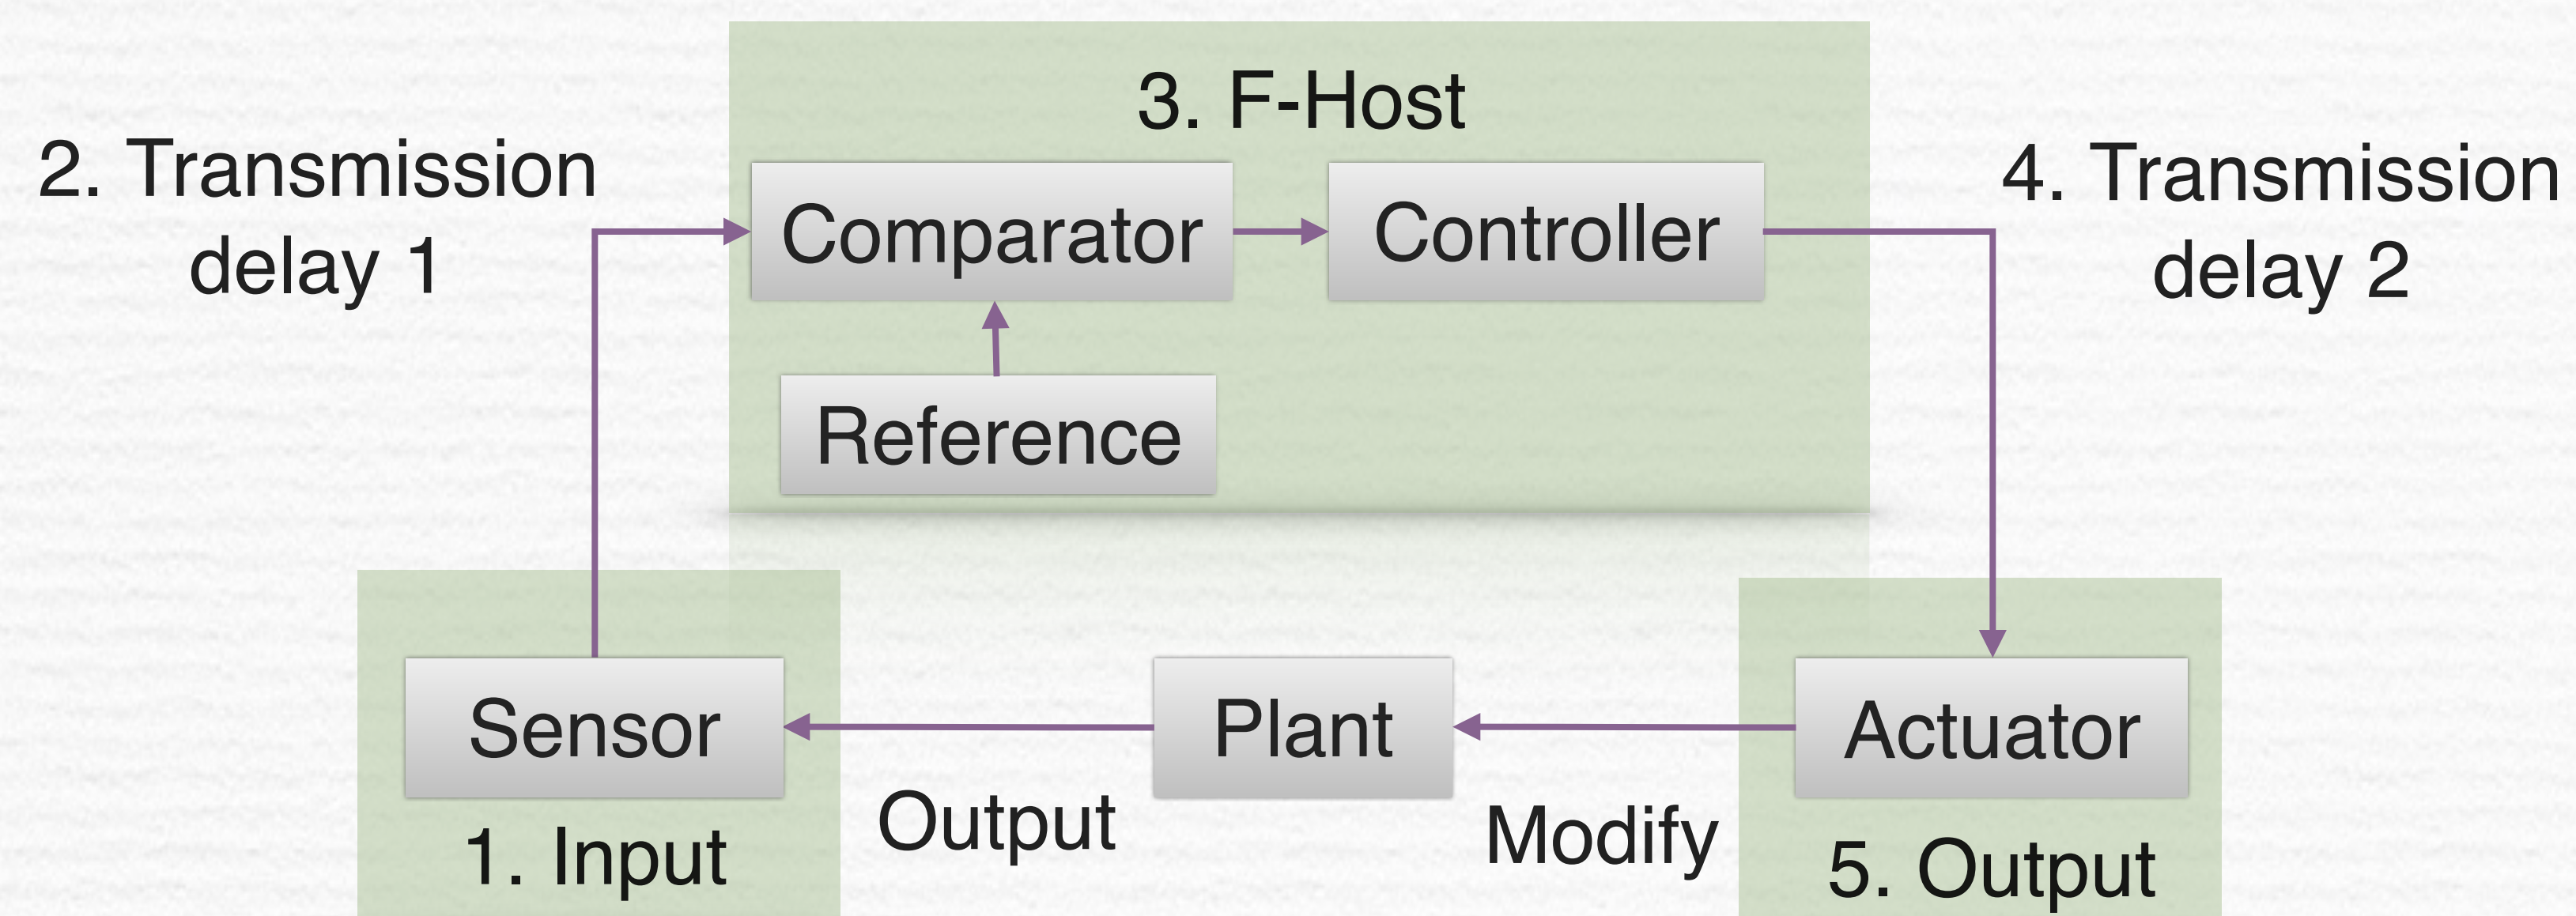 3. F-Host
2. Transmission
delay 1
Comparator
Controller
4. Transmission
delay 2
Reference
Sensor
Plant
Actuator
1. Input
Output
Modify
5. Output